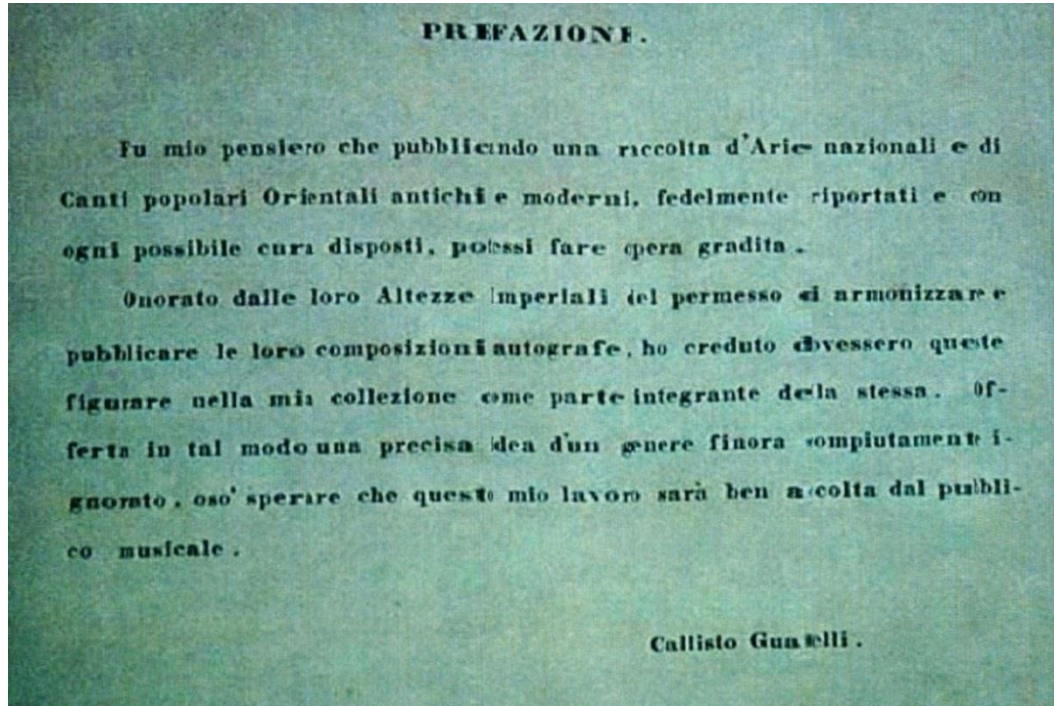 PREFAZIONE.
Fu mio pensiero che pubblicando una raccolta d'Arie nazionali e di
Canti popolari Orientali antichi e moderni, fedelmente riportati e con
ogni possibile cura disposti, potessi fare opera gradita.
Onorato dalle loro Altezze Imperiali del permesso di armonizzare e
pubblicare le loro composizioni autografe, ho creduto dovessero queste
figurare nella mia collezione come parte integrante della stessa. Of-
ferta in tal modo una precisa idea d'un genere finora compiutamente i-
gnorato, oso' sperare che questo mio lavoro sarà ben accolta dal pubbli-
co musicale.
Callisto Guatelli.